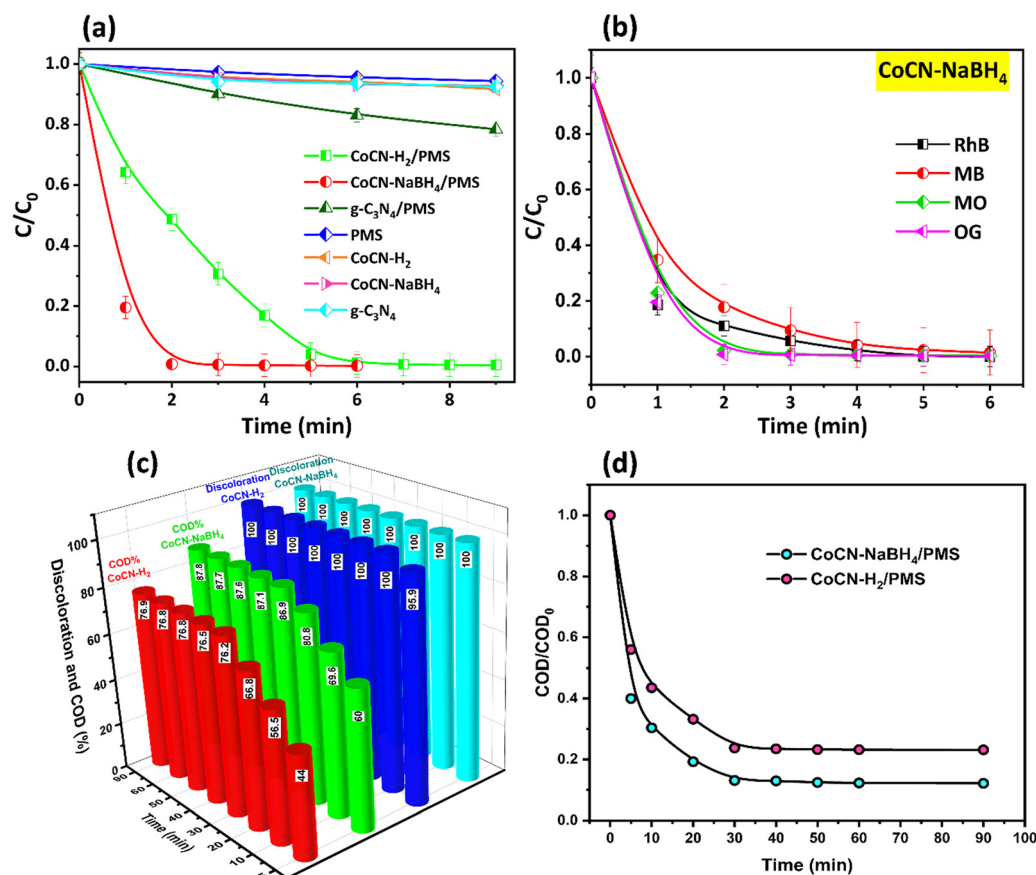 (a)
C/C₀
1.0
0.8
0.6
0.4
0.2
0.0
CoCN-H₂/PMS
CoCN-NaBH₄/PMS
g-C₃N₄/PMS
PMS
CoCN-H₂
CoCN-NaBH₄
g-C₃N₄
0 2 4 6 8
Time (min)
(b)
CoCN-NaBH₄
C/C₀
1.0
0.8
0.6
0.4
0.2
0.0
RhB
MB
MO
OG
0 1 2 3 4 5 6
Time (min)
(c)
Discoloration and COD (%)
100
80
60
40
20
0
COD%
CoCN-H₂
COD%
CoCN-NaBH₄
Discoloration
CoCN-H₂
Discoloration
CoCN-NaBH₄
76.9 76.8 76.8 76.5 76.2 66.8 56.5 44
87.8 87.7 87.6 87.1 86.9 80.8 69.6 60
100 100 100 100 100 100 100 95.9
100 100 100 100 100 100 100 100
90 60 50 40 30 20 10
Time (min)
(d)
COD/COD₀
1.0
0.8
0.6
0.4
0.2
0.0
CoCN-NaBH₄/PMS
CoCN-H₂/PMS
0 10 20 30 40 50 60 70 80 90 100
Time (min)